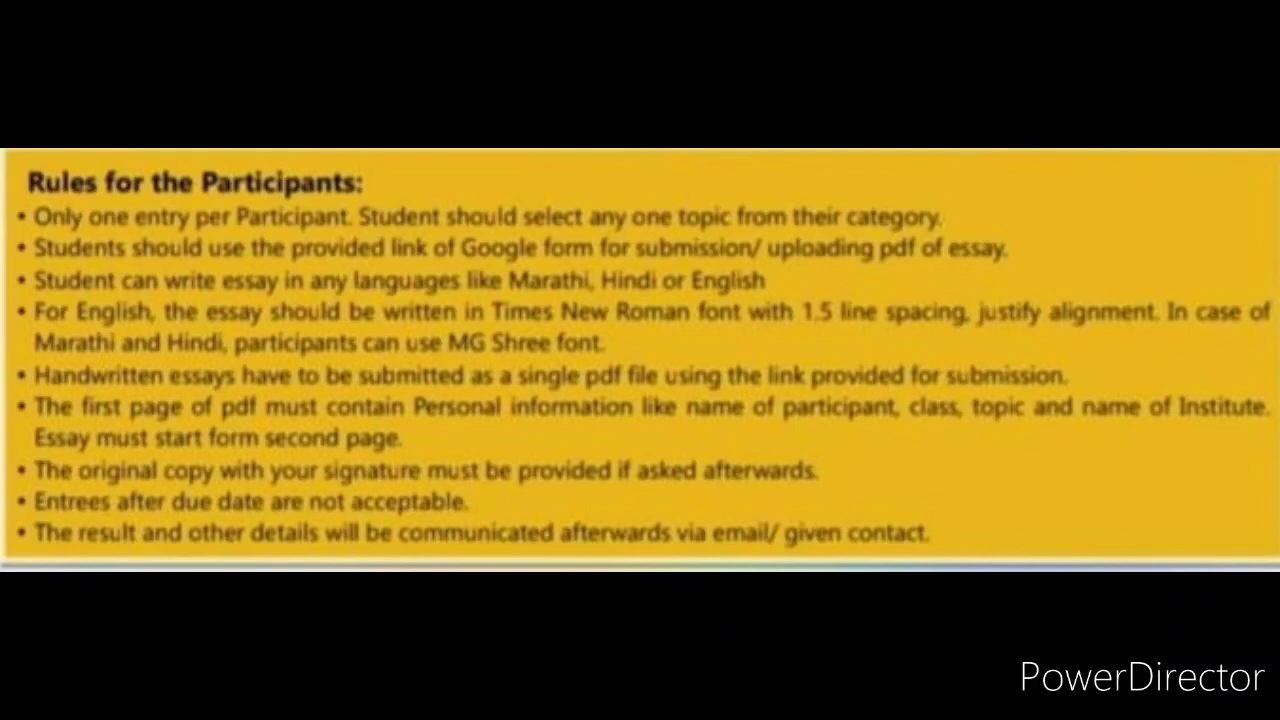 Rules for the Participants:
• Only one entry per Participant. Student should select any one topic from their category.
• Students should use the provided link of Google form for submission/ uploading pdf of essay.
• Student can write essay in any languages like Marathi, Hindi or English
• For English, the essay should be written in Times New Roman font with 1.5 line spacing, justify alignment. In case of
Marathi and Hindi, participants can use MG Shree font.
• Handwritten essays have to be submitted as a single pdf file using the link provided for submission.
• The first page of pdf must contain Personal information like name of participant, class, topic and name of Institute.
Essay must start form second page.
• The original copy with your signature must be provided if asked afterwards.
• Entrees after due date are not acceptable.
• The result and other details will be communicated afterwards via email/ given contact.
PowerDirector